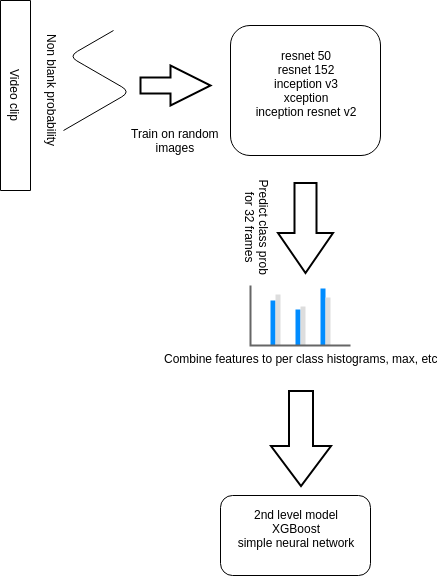 Video clip
Non blank probability
Train on random
images
resnet 50
resnet 152
inception v3
xception
inception resnet v2
Predict class prob
for 32 frames
Combine features to per class histograms, max, etc
2nd level model
XGBoost
simple neural network